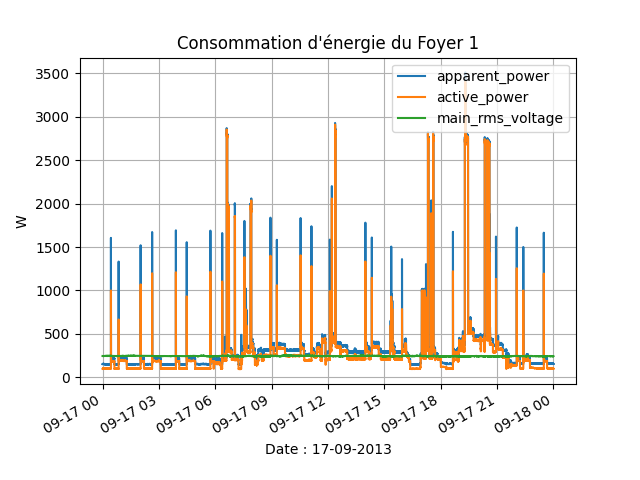 Consommation d'énergie du Foyer 1
apparent_power
active_power
main_rms_voltage
W
3500
3000
2500
2000
1500
1000
500
0
09-17 00
09-17 03
09-17 06
09-17 09
09-17 12
09-17 15
09-17 18
09-17 21
09-18 00
Date : 17-09-2013